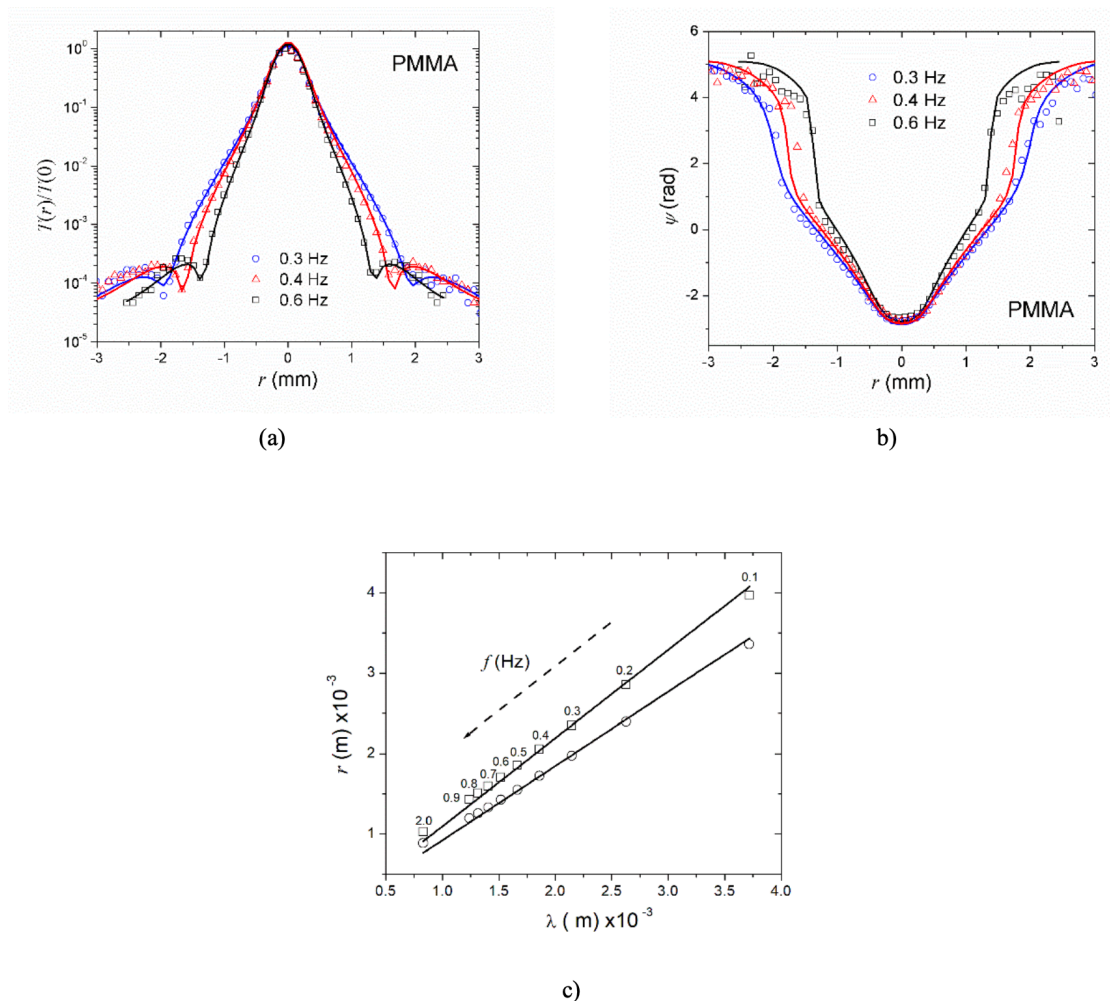 10⁰
10⁻¹
10⁻²
10⁻³
10⁻⁴
10⁻⁵
T(r)/T(0)
PMMA
0.3 Hz
0.4 Hz
0.6 Hz
-3 -2 -1 0 1 2 3
r (mm)
(a)
6
4
2
0
-2
ψ (rad)
0.3 Hz
0.4 Hz
0.6 Hz
PMMA
-3 -2 -1 0 1 2 3
r (mm)
b)
4
3
2
1
r (m) x10⁻³
f (Hz)
0.1
0.2
0.3
0.4
0.5
0.6
0.7
0.8
0.9
2.0
0.5 1.0 1.5 2.0 2.5 3.0 3.5 4.0
λ ( m) x10⁻³
c)